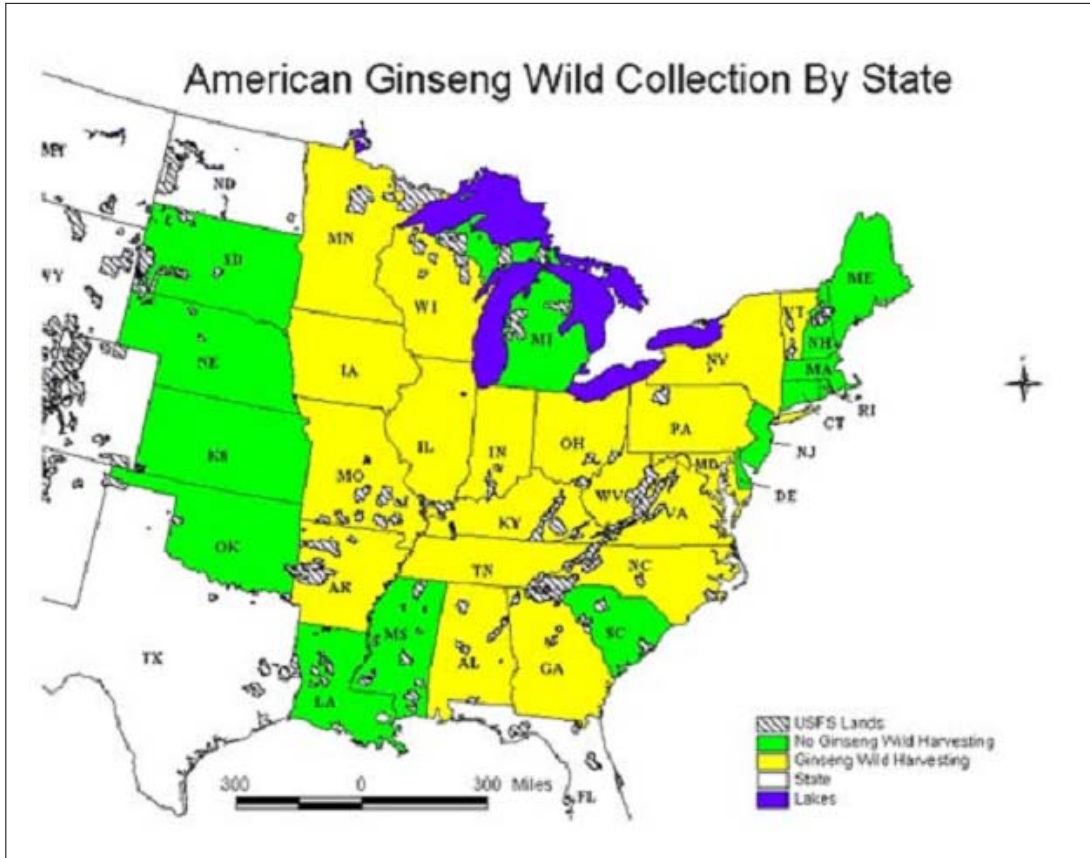 American Ginseng Wild Collection By State
ND
MN
SD
WY
ME
WI
VT
NH
MI
NY
MA
NE
IA
RI
CT
PA
NJ
IL
IN
OH
KS
MO
MD
DE
WV
VA
KY
OK
TN
NC
AR
MS
SC
TX
AL
GA
LA
USFS Lands
No Ginseng Wild Harvesting
Ginseng Wild Harvesting
State
Lakes
300 0 300 Miles
FL